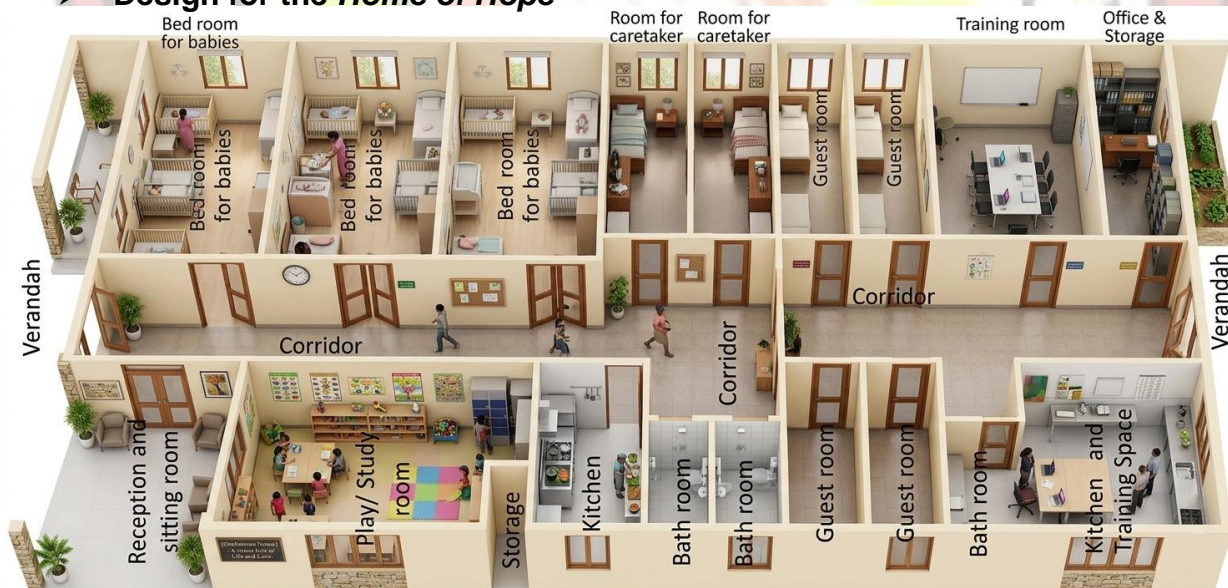 Design for the Home of Hope
Bed room
for babies
Room for
caretaker
Room for
caretaker
Training room
Office &
Storage
Bed room
for babies
Bed room
for babies
Bed room
for babies
Guest room
Guest room
Verandah
Corridor
Corridor
Corridor
Verandah
Reception and
sitting room
Play/ Study
room
Storage
Kitchen
Bath room
Bath room
Guest room
Guest room
Bath room
Kitchen and
Training Space
Life and Love.